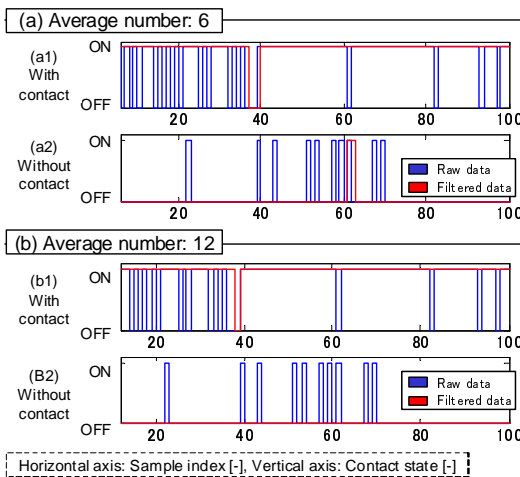 (a) Average number: 6
ON
(a1)
With
contact
OFF
20 40 60 80 100
(a2)
Without
contact
ON
OFF
Raw data
Filtered data
20 40 60 80 100
(b) Average number: 12
(b1)
With
contact
ON
OFF
20 40 60 80 100
(B2)
Without
contact
ON
OFF
Raw data
Filtered data
20 40 60 80 100
Horizontal axis: Sample index [-], Vertical axis: Contact state [-]